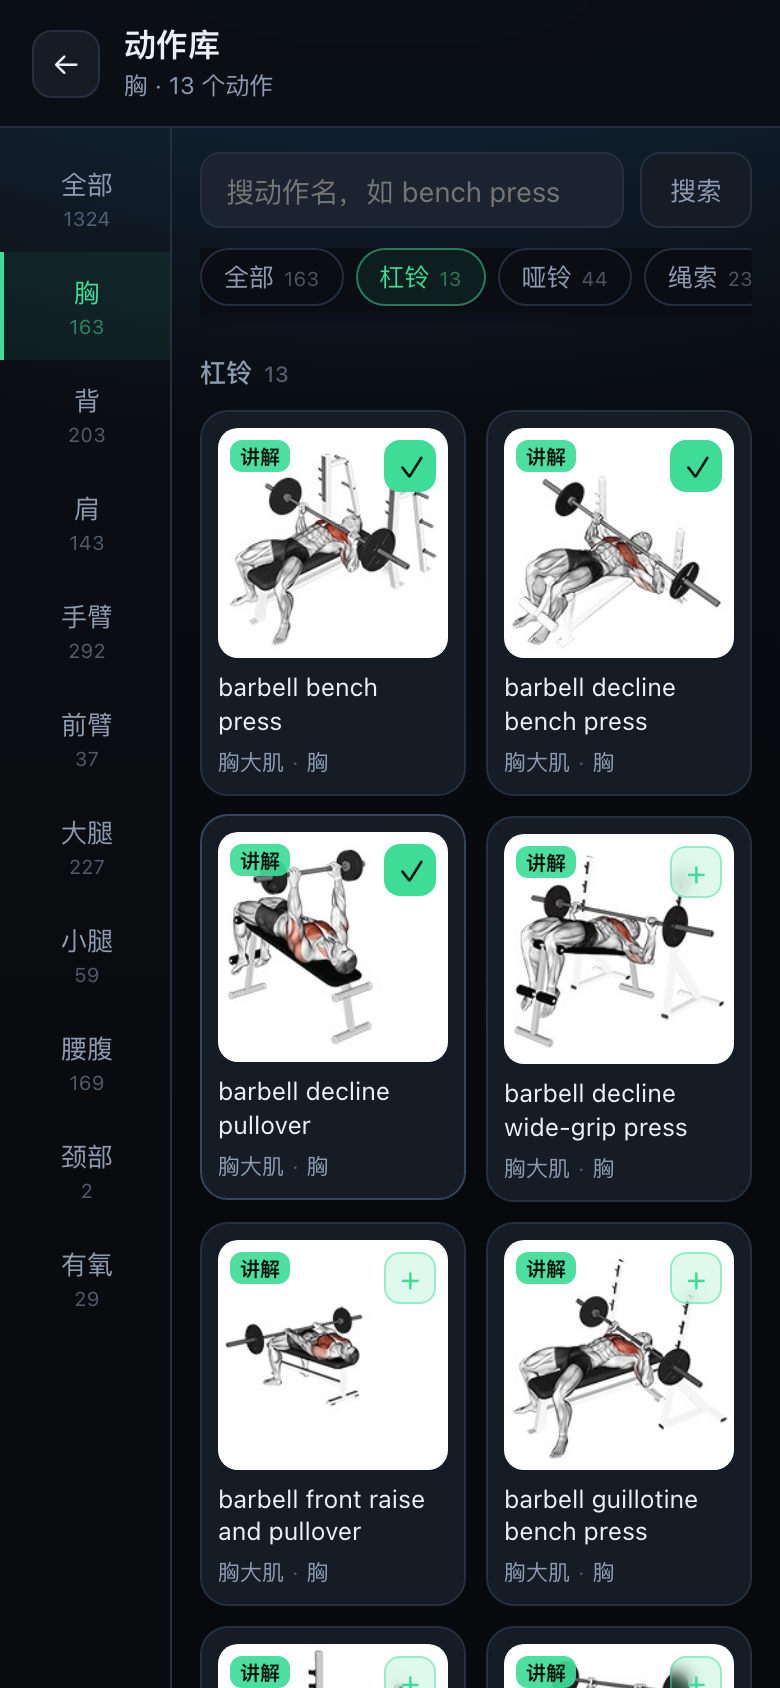 动作库
胸 · 13 个动作
全部
1324
胸
163
背
203
肩
143
手臂
292
前臂
37
大腿
227
小腿
59
腰腹
169
颈部
2
有氧
29
搜动作名，如 bench press
搜索
全部 163
杠铃 13
哑铃 44
绳索 23
杠铃 13
讲解
barbell bench
press
胸大肌 · 胸
讲解
barbell decline
bench press
胸大肌 · 胸
讲解
barbell decline
pullover
胸大肌 · 胸
讲解
barbell decline
wide-grip press
胸大肌 · 胸
讲解
barbell front raise
and pullover
胸大肌 · 胸
讲解
barbell guillotine
bench press
胸大肌 · 胸
讲解
讲解